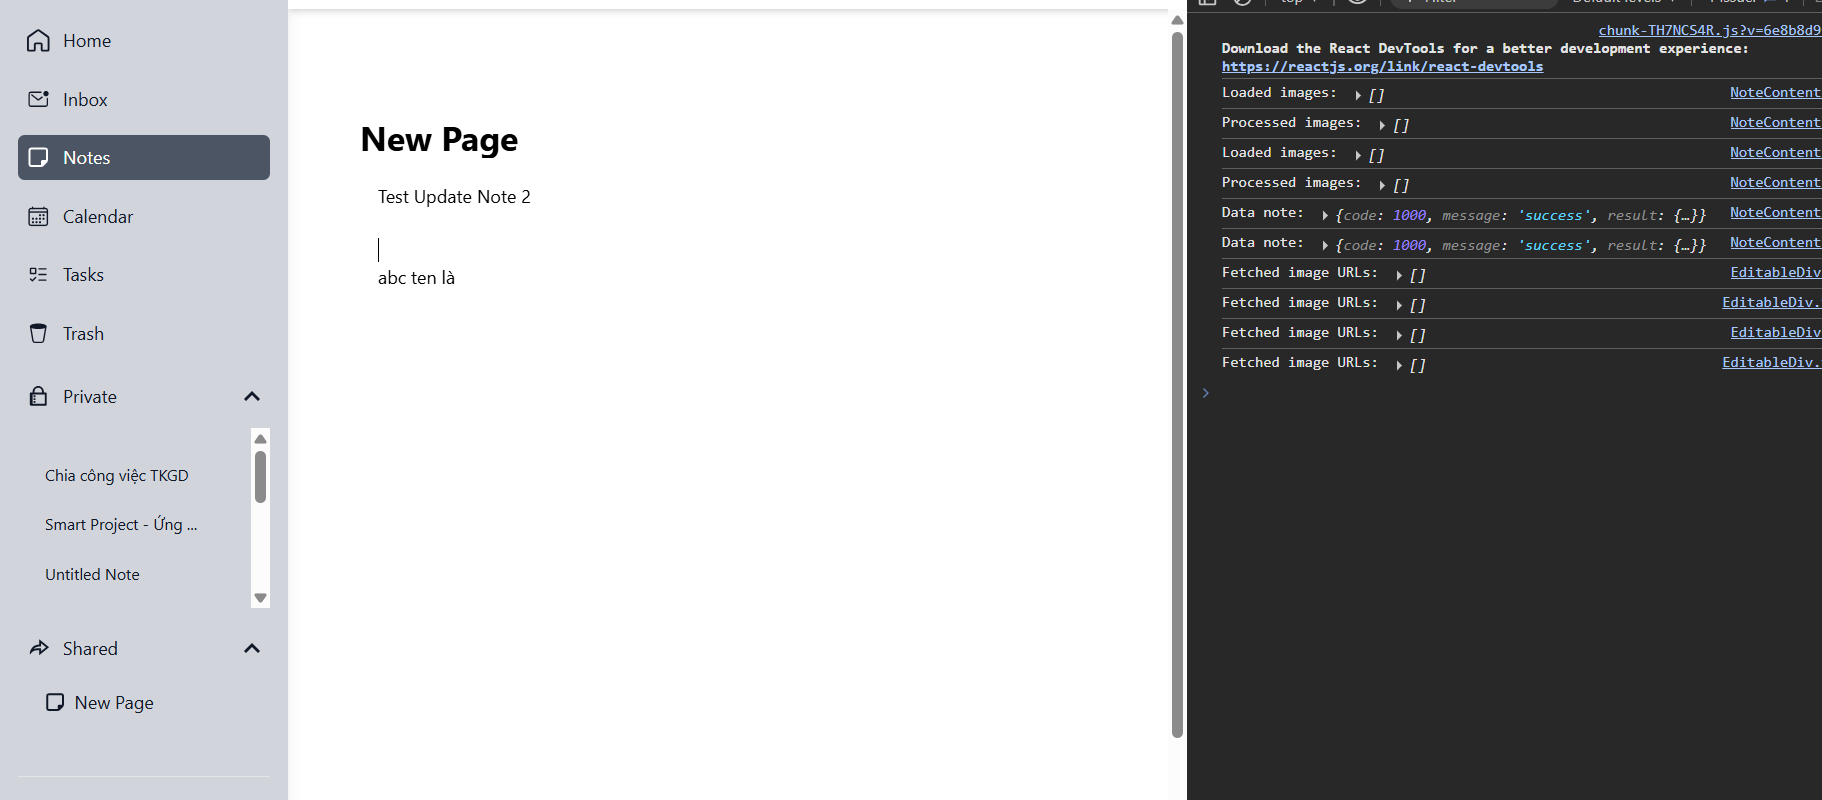 Home
Inbox
Notes
Calendar
Tasks
Trash
Private
Chia công việc TKGD
Smart Project - Ứng ...
Untitled Note
Shared
New Page
New Page
Test Update Note 2
abc ten là
chunk-TH7NCS4R.js?v=6e8b8d9
Download the React DevTools for a better development experience:
https://reactjs.org/link/react-devtools
Loaded images: ▶ [] NoteContent
Processed images: ▶ [] NoteContent
Loaded images: ▶ [] NoteContent
Processed images: ▶ [] NoteContent
Data note: ▶ {code: 1000, message: 'success', result: {…}} NoteContent
Data note: ▶ {code: 1000, message: 'success', result: {…}} NoteContent
Fetched image URLs: ▶ [] EditableDiv
Fetched image URLs: ▶ [] EditableDiv.
Fetched image URLs: ▶ [] EditableDiv
Fetched image URLs: ▶ [] EditableDiv.